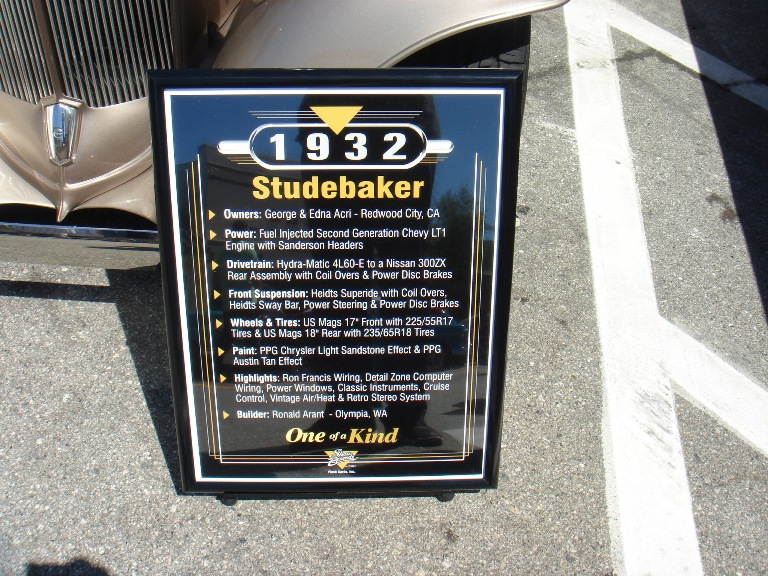 1932
Studebaker
Owners: George & Edna Acri - Redwood City, CA
Power: Fuel Injected Second Generation Chevy LT1
Engine with Sanderson Headers
Drivetrain: Hydra-Matic 4L60-E to a Nissan 300ZX
Rear Assembly with Coil Overs & Power Disc Brakes
Front Suspension: Heidts Superide with Coil Overs,
Heidts Sway Bar, Power Steering & Power Disc Brakes
Wheels & Tires: US Mags 17" Front with 225/55R17
Tires & US Mags 18" Rear with 235/65R18 Tires
Paint: PPG Chrysler Light Sandstone Effect & PPG
Austin Tan Effect
Highlights: Ron Francis Wiring, Detail Zone Computer
Wiring, Power Windows, Classic Instruments, Cruise
Control, Vintage Air/Heat & Retro Stereo System
Builder: Ronald Arant - Olympia, WA
One of a Kind